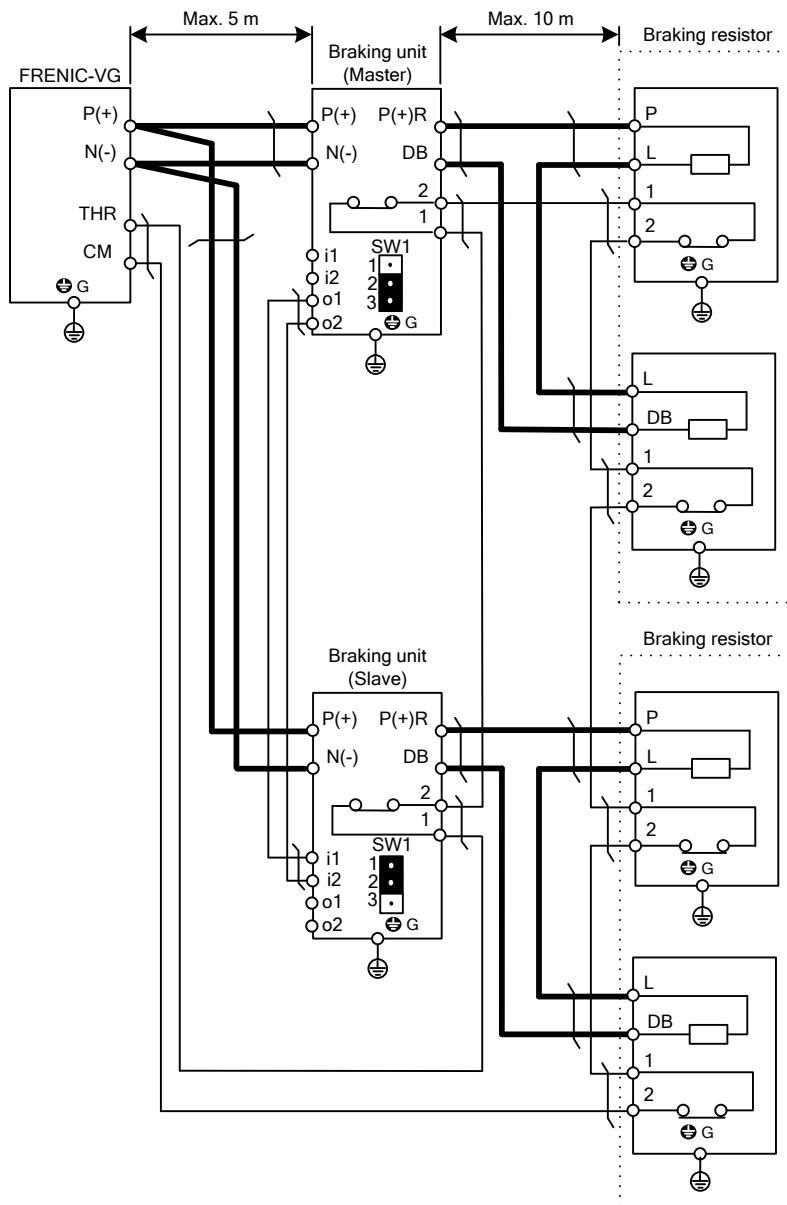 Max. 5 m
Max. 10 m
Braking resistor
Braking unit
(Master)
FRENIC-VG
P(+)
N(-)
THR
CM
G
P(+)
P(+)R
N(-)
DB
2
1
i1
i2
o1
o2
SW1
1
2
3
G
P
L
1
2
G
L
DB
1
2
G
Braking resistor
Braking unit
(Slave)
P(+)
P(+)R
N(-)
DB
2
1
i1
i2
o1
o2
SW1
1
2
3
G
P
L
1
2
G
L
DB
1
2
G